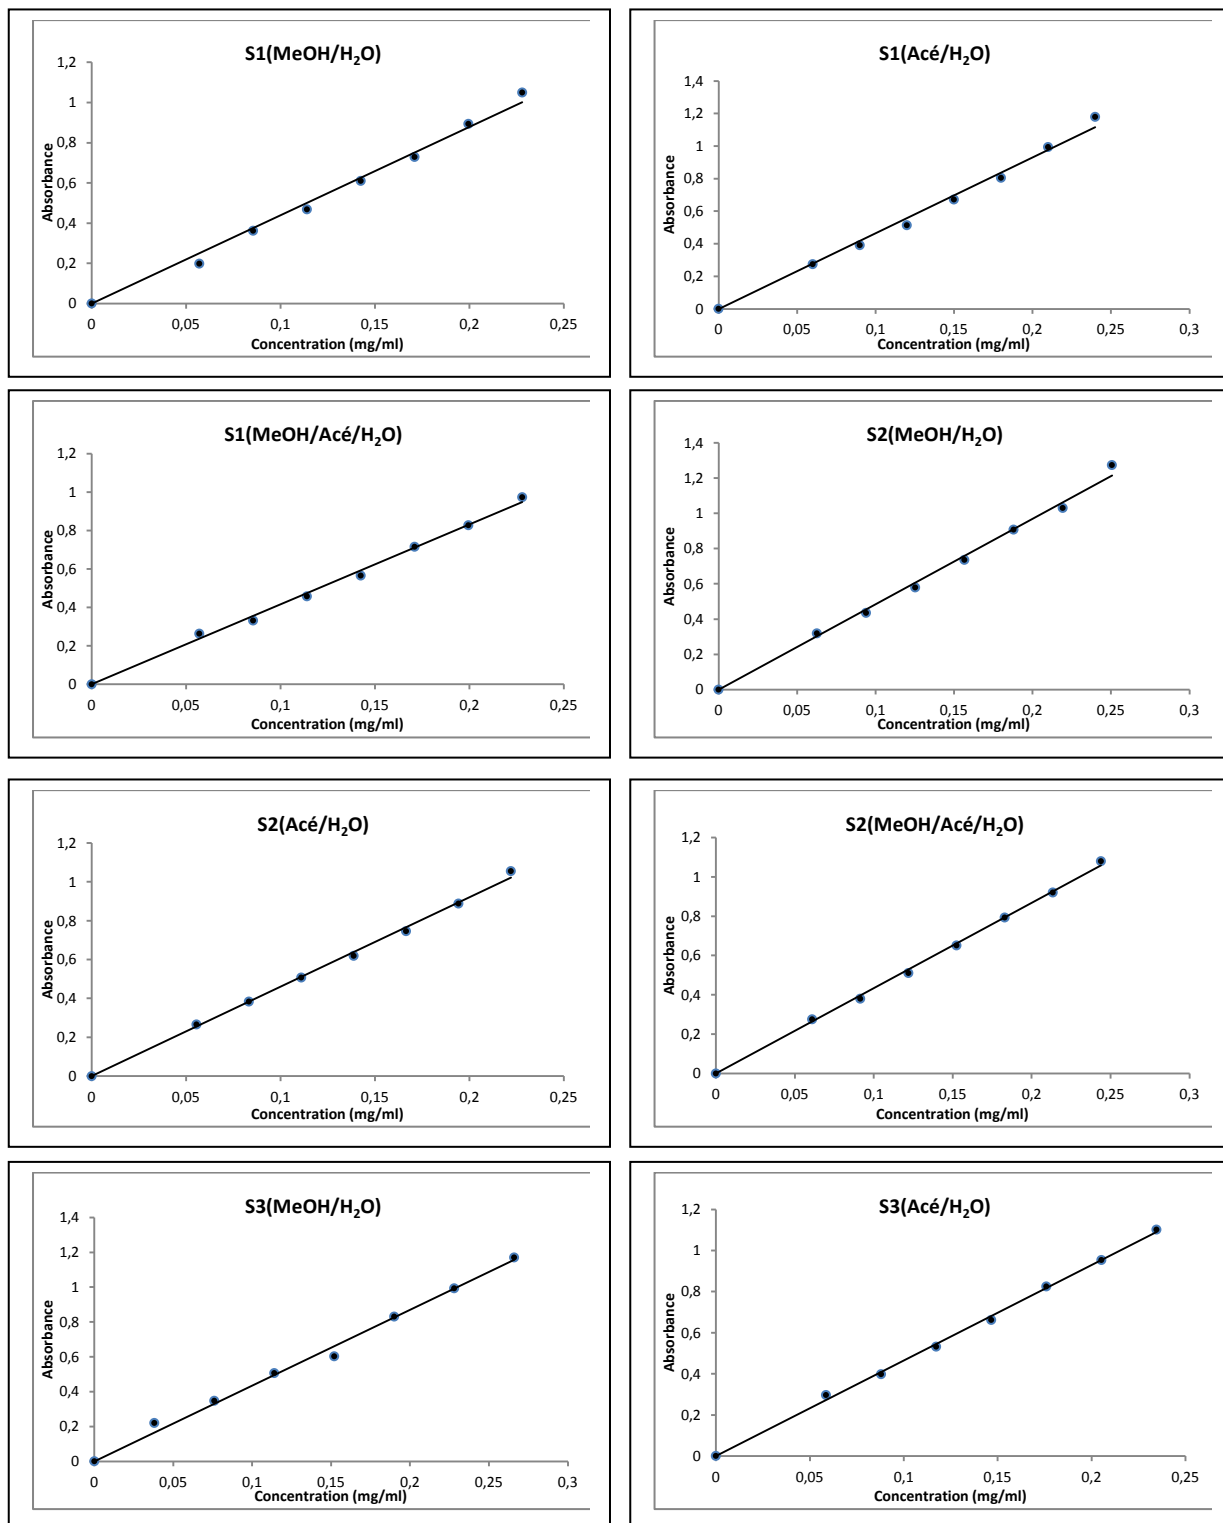 S1(MeOH/H₂O)
Absorbance
1,2
1
0,8
0,6
0,4
0,2
0
0 0,05 0,1 0,15 0,2 0,25
Concentration (mg/ml)
S1(Acé/H₂O)
Absorbance
1,4
1,2
1
0,8
0,6
0,4
0,2
0
0 0,05 0,1 0,15 0,2 0,25 0,3
Concentration (mg/ml)
S1(MeOH/Acé/H₂O)
Absorbance
1,2
1
0,8
0,6
0,4
0,2
0
0 0,05 0,1 0,15 0,2 0,25
Concentration (mg/ml)
S2(MeOH/H₂O)
Absorbance
1,4
1,2
1
0,8
0,6
0,4
0,2
0
0 0,05 0,1 0,15 0,2 0,25 0,3
Concentration (mg/ml)
S2(Acé/H₂O)
Absorbance
1,2
1
0,8
0,6
0,4
0,2
0
0 0,05 0,1 0,15 0,2 0,25
Concentration (mg/ml)
S2(MeOH/Acé/H₂O)
Absorbance
1,2
1
0,8
0,6
0,4
0,2
0
0 0,05 0,1 0,15 0,2 0,25 0,3
Concentration (mg/ml)
S3(MeOH/H₂O)
Absorbance
1,4
1,2
1
0,8
0,6
0,4
0,2
0
0 0,05 0,1 0,15 0,2 0,25 0,3
Concentration (mg/ml)
S3(Acé/H₂O)
Absorbance
1,2
1
0,8
0,6
0,4
0,2
0
0 0,05 0,1 0,15 0,2 0,25
Concentration (mg/ml)